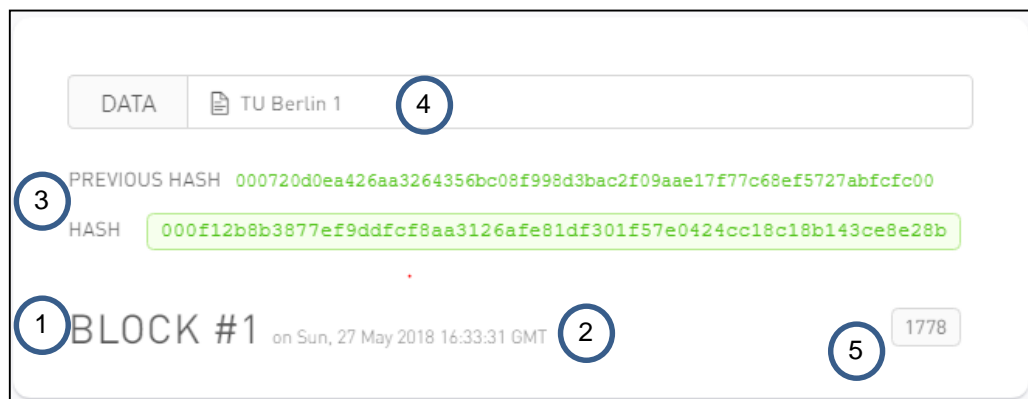 DATA TU Berlin 1 4
3
PREVIOUS HASH 000720d0ea426aa3264356bc08f998d3bac2f09aae17f77c68ef5727abfcfc00
HASH 000f12b8b3877ef9ddfcf8aa3126afe81df301f57e0424cc18c18b143ce8e28b
1 BLOCK #1 on Sun, 27 May 2018 16:33:31 GMT 2 5 1778